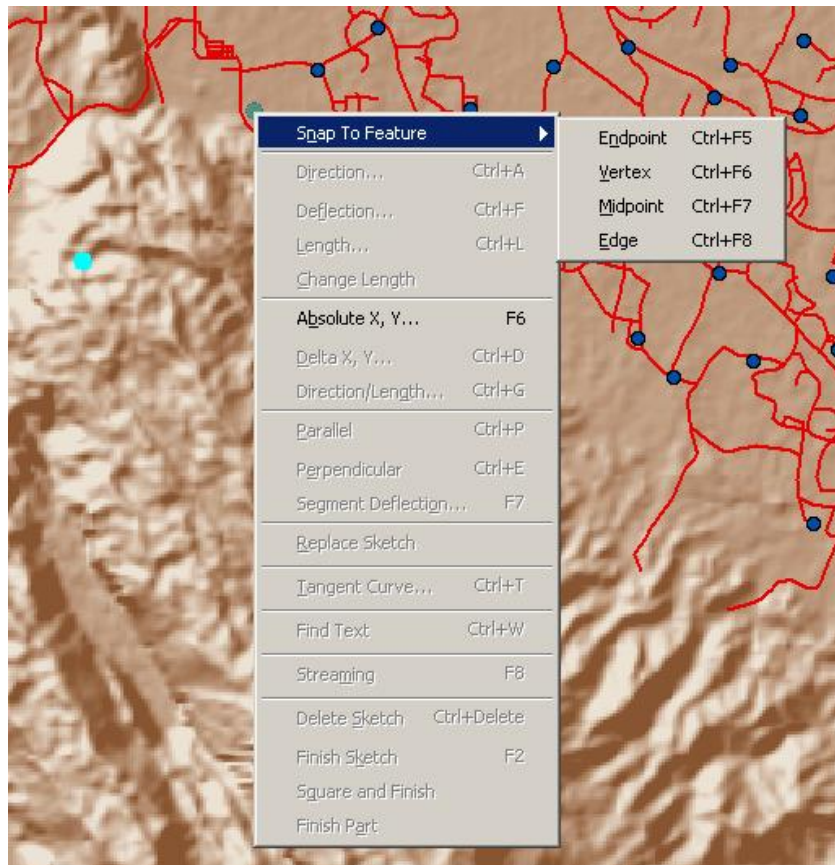 Snap To Feature
Endpoint Ctrl+F5
Vertex Ctrl+F6
Midpoint Ctrl+F7
Edge Ctrl+F8
Direction... Ctrl+A
Deflection... Ctrl+F
Length... Ctrl+L
Change Length
Absolute X, Y... F6
Delta X, Y... Ctrl+D
Direction/Length... Ctrl+G
Parallel Ctrl+P
Perpendicular Ctrl+E
Segment Deflection... F7
Replace Sketch
Tangent Curve... Ctrl+T
Find Text Ctrl+W
Streaming F8
Delete Sketch Ctrl+Delete
Finish Sketch F2
Square and Finish
Finish Part